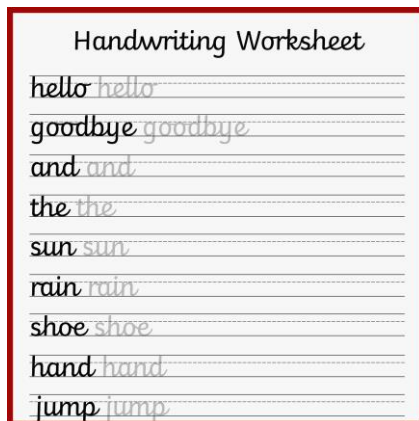 Handwriting Worksheet
hello hello
goodbye goodbye
and and
the the
sun sun
rain rain
shoe shoe
hand hand
jump jump